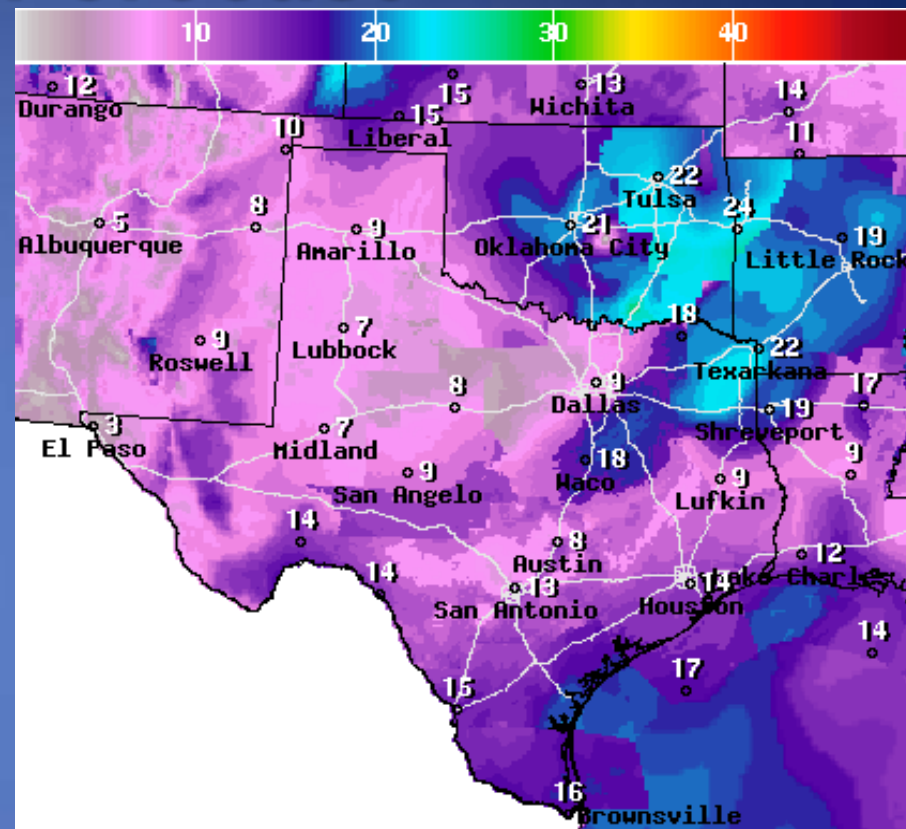 10 20 30 40
12
Durango
15
15
Liberal
13
Wichita
14
11
10
5
Albuquerque
8
9
Amarillo
22
Tulsa
21
Oklahoma City
24
19
Little Rock
9
Roswell
7
Lubbock
18
22
Texarkana
8
9
Dallas
17
19
Shreveport
3
El Paso
7
Midland
9
San Angelo
18
Waco
9
Lufkin
9
14
8
Austin
12
Lake Charles
14
13
San Antonio
14
Houston
14
17
15
16
Brownsville